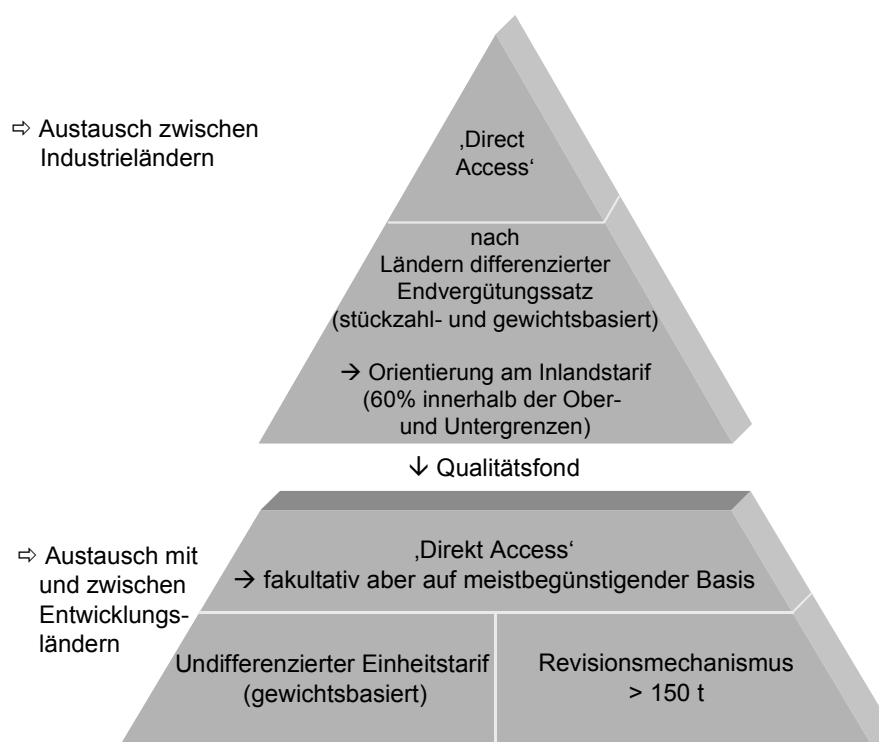 ⇨ Austausch zwischen
Industrieländern
‚Direct
Access‘
nach
Ländern differenzierter
Endvergütungssatz
(stückzahl- und gewichtsbasiert)
→ Orientierung am Inlandstarif
(60% innerhalb der Ober-
und Untergrenzen)
↓ Qualitätsfond
⇨ Austausch mit
und zwischen
Entwicklungs-
ländern
‚Direkt Access‘
→ fakultativ aber auf meistbegünstigender Basis
Undifferenzierter Einheitstarif
(gewichtsbasiert)
Revisionsmechanismus
> 150 t